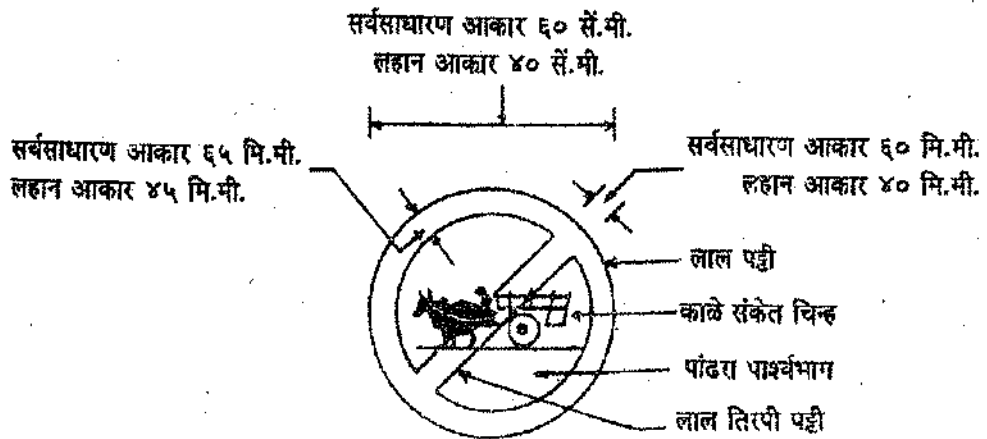 सर्वसाधारण आकार ६० सें.मी.
लहान आकार ४० सें.मी.
सर्वसाधारण आकार ६५ मि.मी.
लहान आकार ४५ मि.मी.
सर्वसाधारण आकार ६० मि.मी.
लहान आकार ४० मि.मी.
लाल पट्टी
काळे संकेत चिन्ह
पांढरा पार्श्वभाग
लाल तिरपी पट्टी